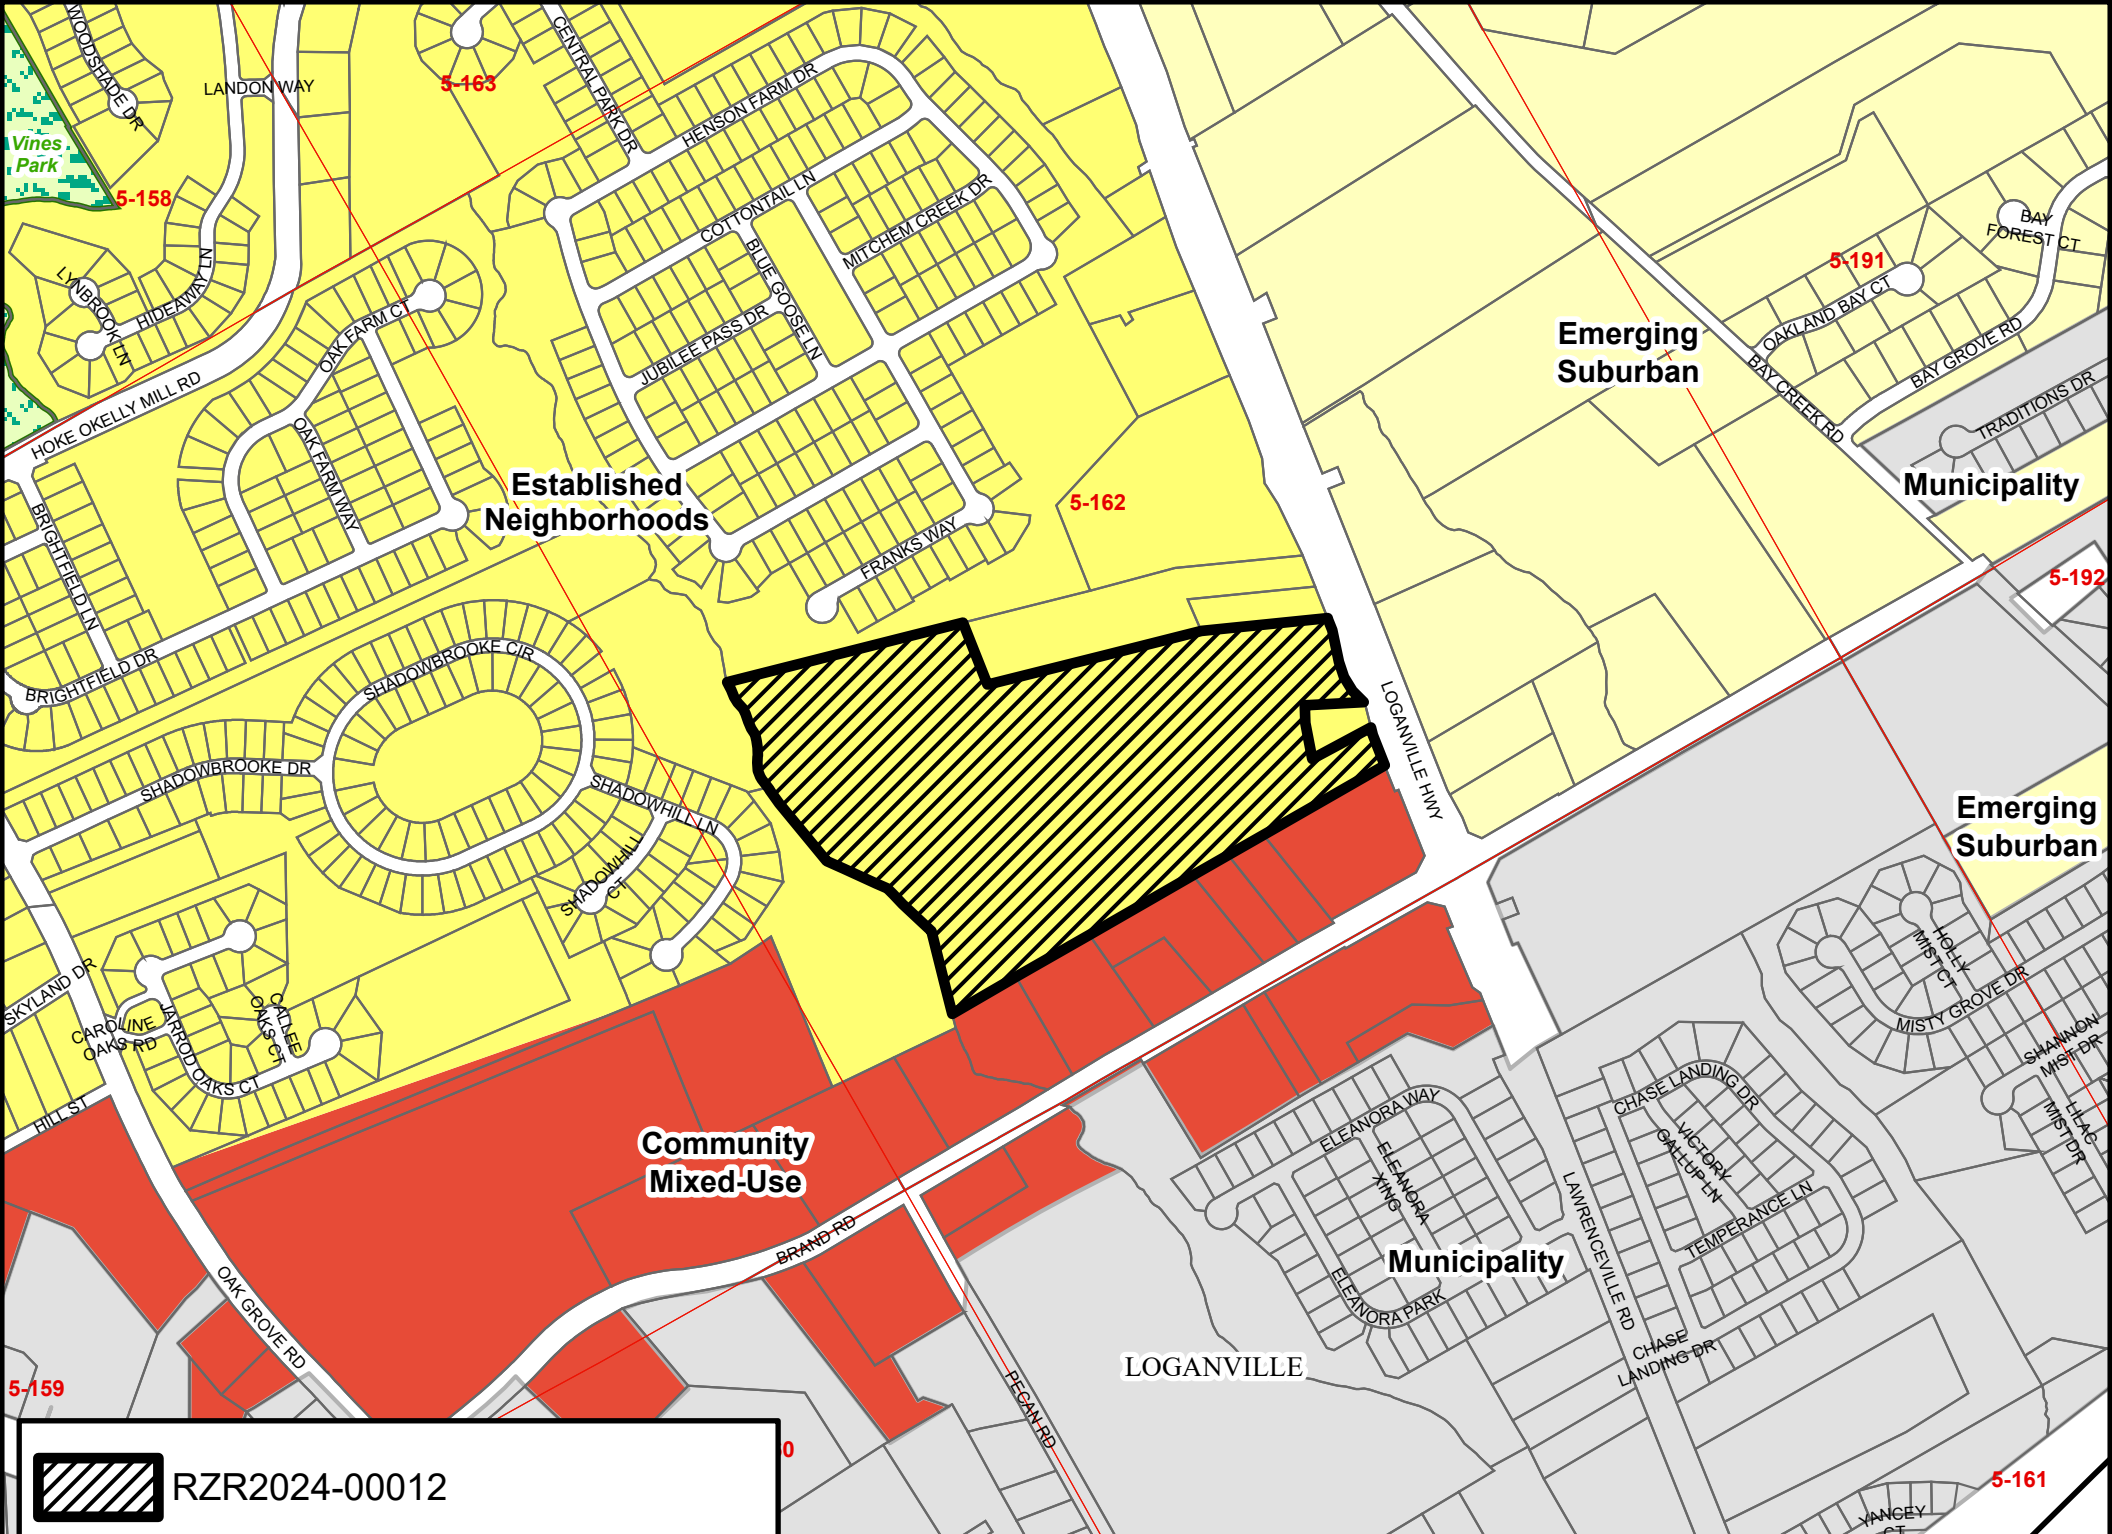 WOODSHADE DR
LANDON WAY
5-163
CENTRAL PARK DR
HENSON FARM DR
Vines
Park
5-158
LYNBROOK LN
HIDEAWAY LN
COTTONTAIL LN
MITCHEM CREEK DR
BLUE GOOSE LN
JUBILEE PASS DR
OAK FARM CT
OAK FARM WAY
HOKE OKELLY MILL RD
BRIGHTFIELD LN
BRIGHTFIELD DR
Established
Neighborhoods
5-162
FRANKS WAY
BAY
FOREST CT
5-191
OAKLAND BAY CT
BAY GROVE RD
BAY CREEK RD
TRADITIONS DR
Emerging
Suburban
Municipality
5-192
SHADOWBROOKE CIR
SHADOWBROOKE DR
SHADOWHILL LN
SHADOWHILL
CT
LOGANVILLE HWY
Emerging
Suburban
SKYLAND DR
CAROLINE
OAKS RD
CALLEE
OAKS CT
JARROD OAKS CT
HILL ST
HOLLY
MIST CT
MISTY GROVE DR
SHANNON
MIST DR
LILAC
MIST DR
CHASE LANDING DR
VICTORY
GALLUP LN
TEMPERANCE LN
ELEANORA WAY
ELEANORA
XING
ELEANORA PARK
Community
Mixed-Use
BRAND RD
Municipality
LAWRENCEVILLE RD
CHASE
LANDING DR
OAK GROVE RD
LOGANVILLE
PECAN RD
5-159
0
5-161
YANCEY
CT
RZR2024-00012